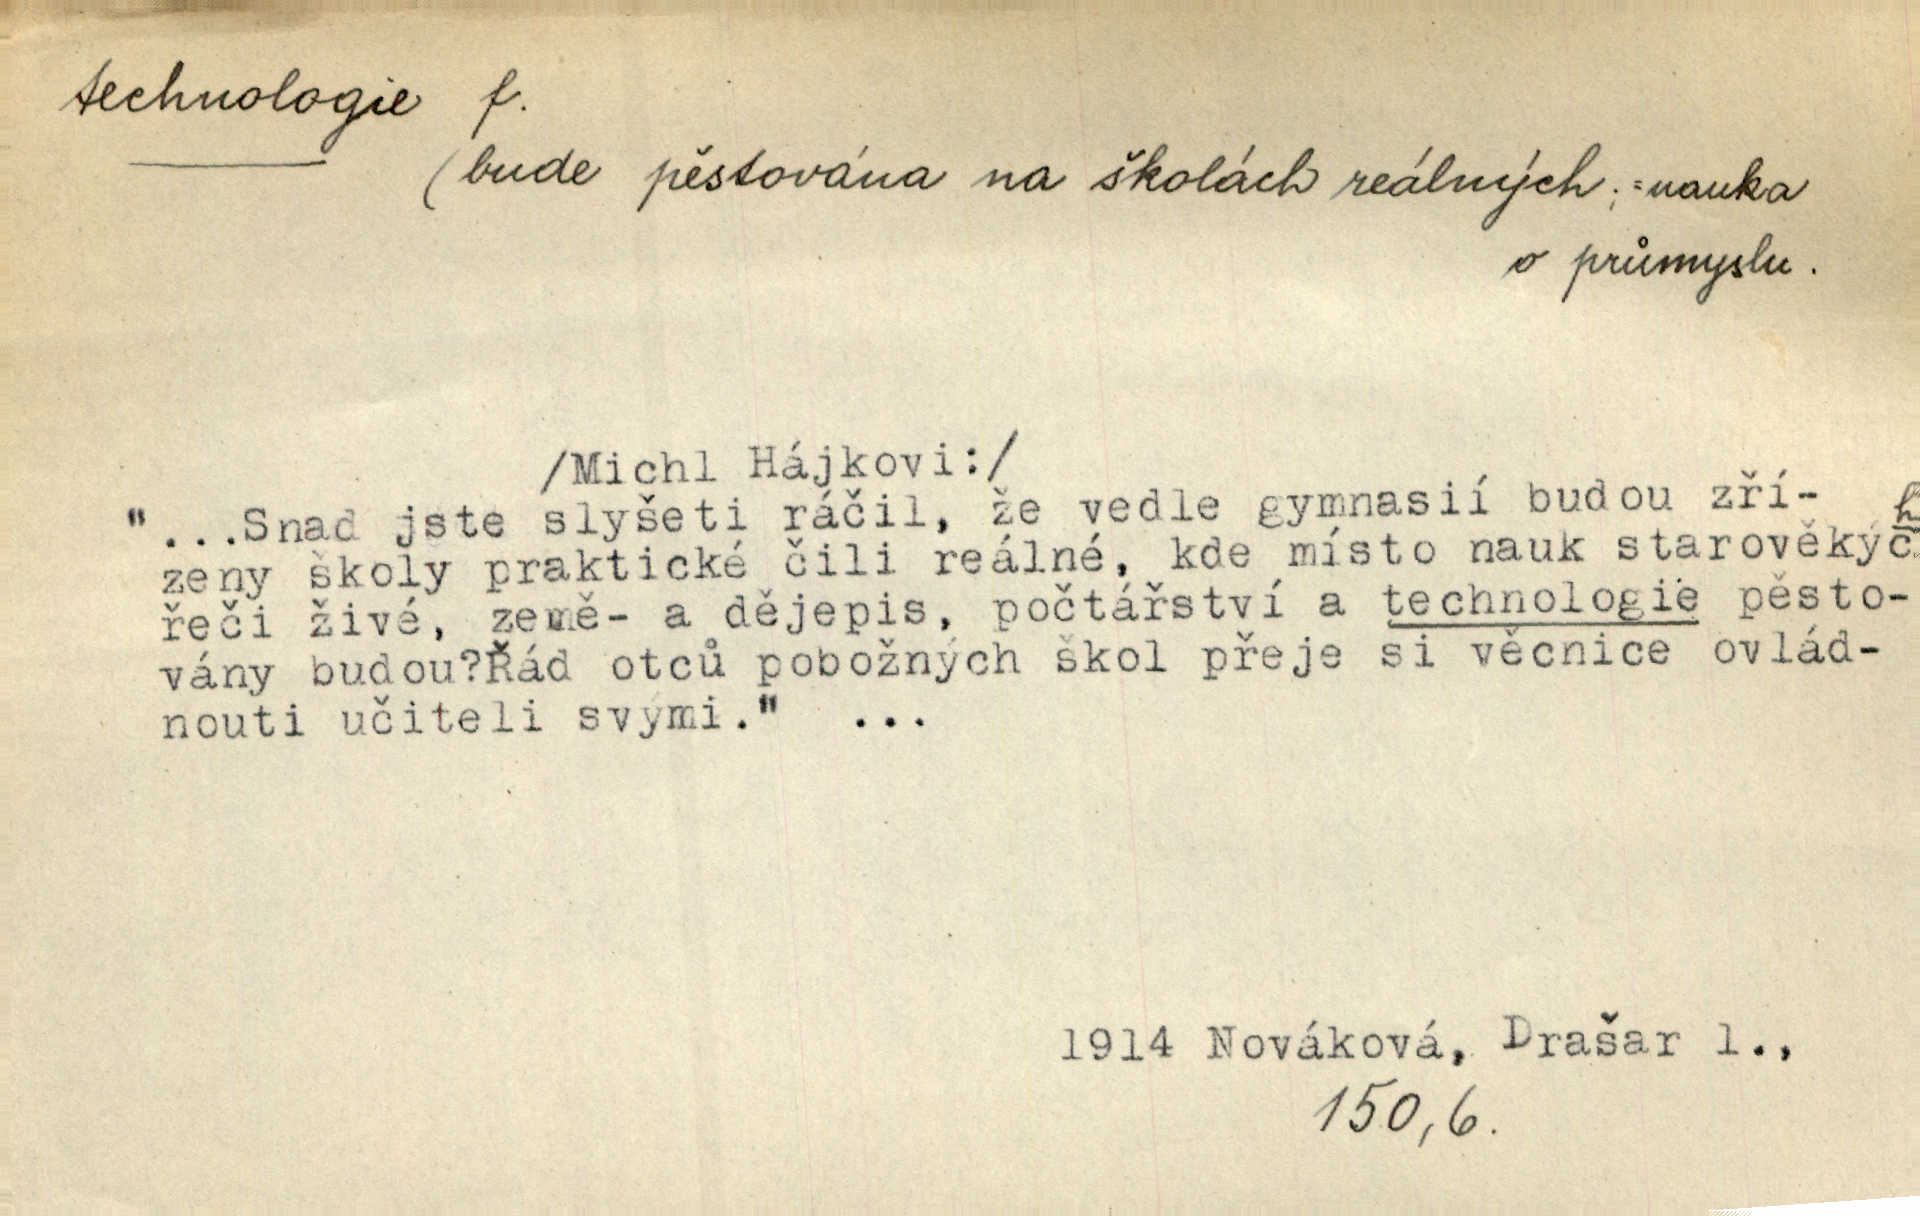 technologie f.
(bude pěstována na školách reálných; = nauka
o průmyslu.
/Michl Hájkovi:/
"...Snad jste slyšeti ráčil, že vedle gymnasií budou zří-
zeny školy praktické čili reálné, kde místo nauk starověkých
řeči živé, země- a dějepis, počtářství a technologie pěsto-
vány budou?Řád otců pobožných škol přeje si věcnice ovlád-
nouti učiteli svými." ...
1914 Nováková, Drašar 1.,
150,6.